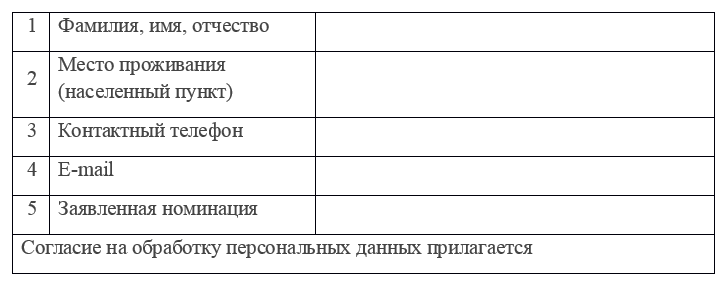 1 Фамилия, имя, отчество
2 Место проживания
(населенный пункт)
3 Контактный телефон
4 E-mail
5 Заявленная номинация
Согласие на обработку персональных данных прилагается